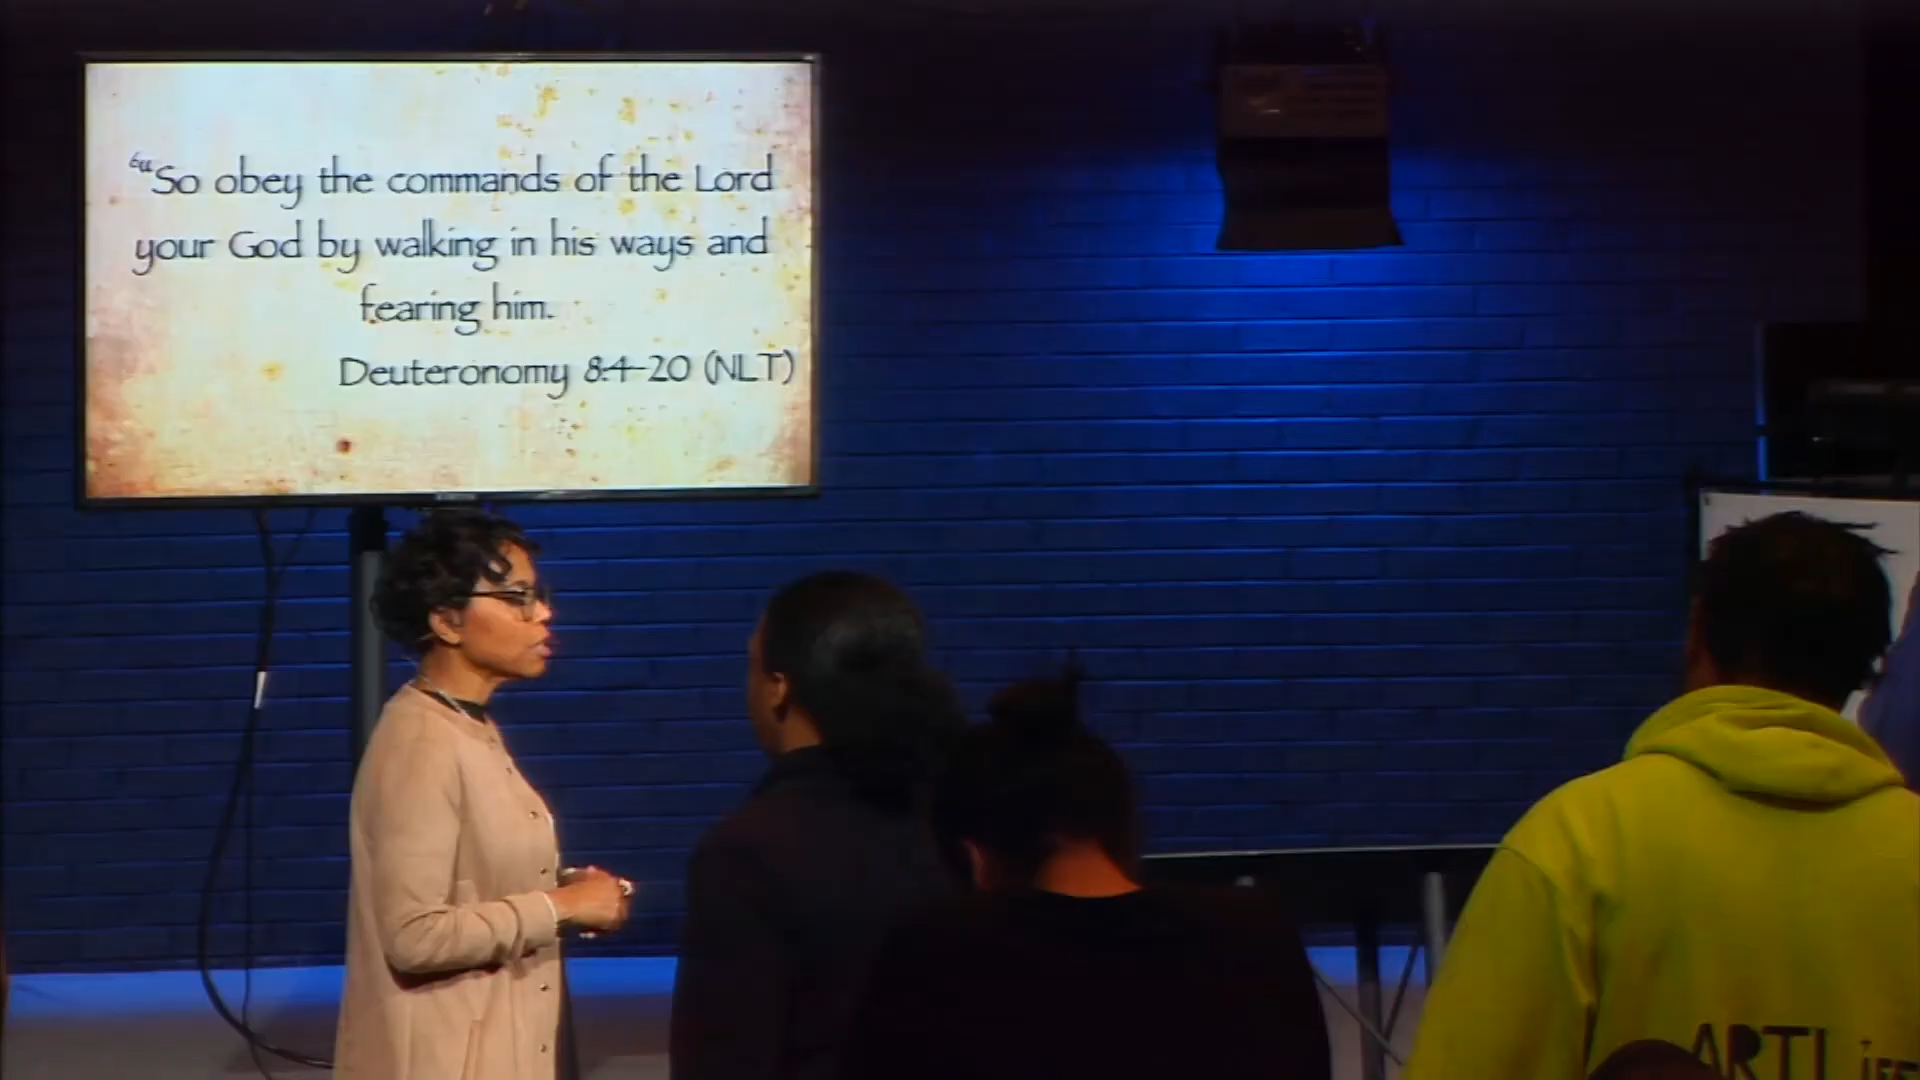 6“So obey the commands of the Lord
your God by walking in his ways and
fearing him.
Deuteronomy 8:4-20 (NLT)
ARTL